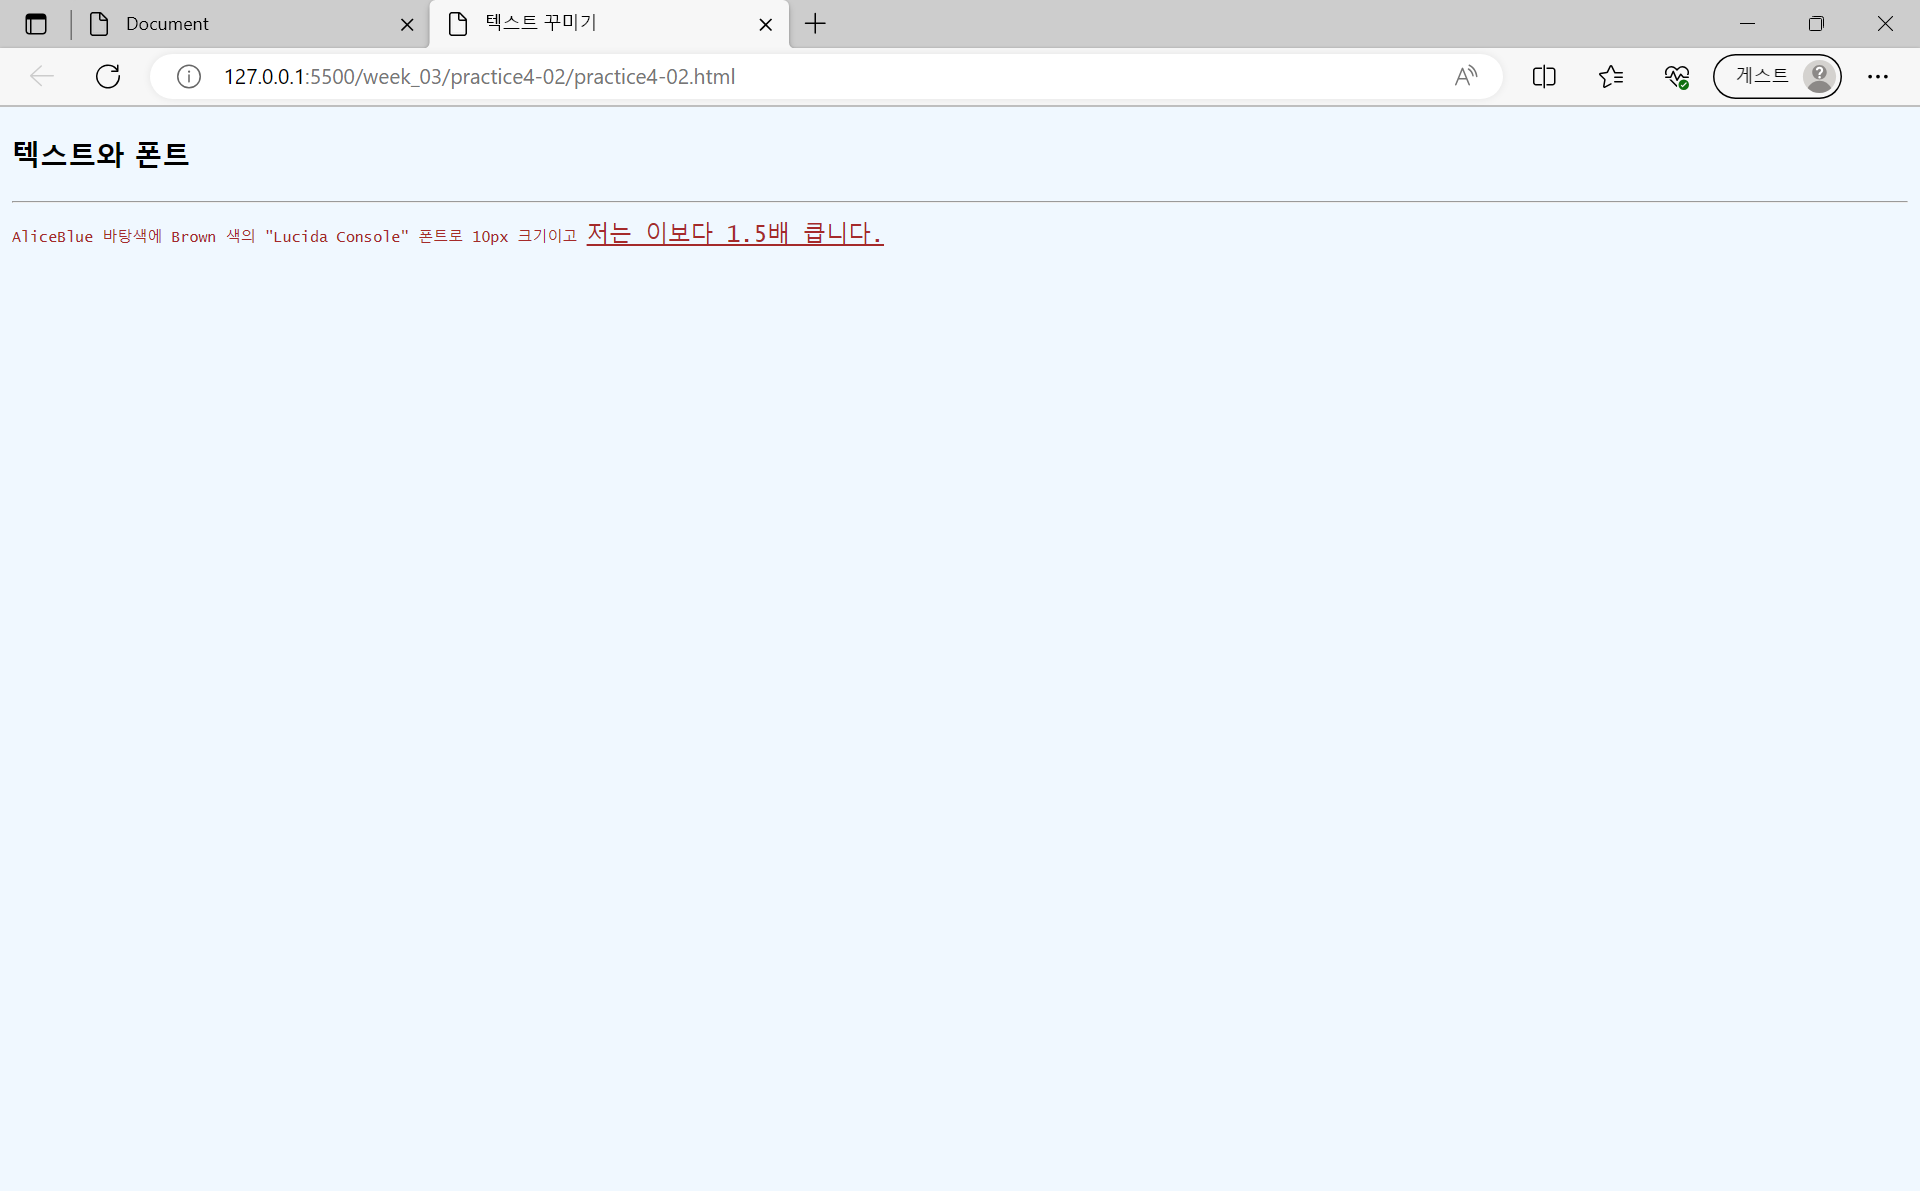 Document
텍스트 꾸미기
127.0.0.1:5500/week_03/practice4-02/practice4-02.html
게스트
텍스트와 폰트
AliceBlue 바탕색에 Brown 색의 "Lucida Console" 폰트로 10px 크기이고 저는 이보다 1.5배 큽니다.